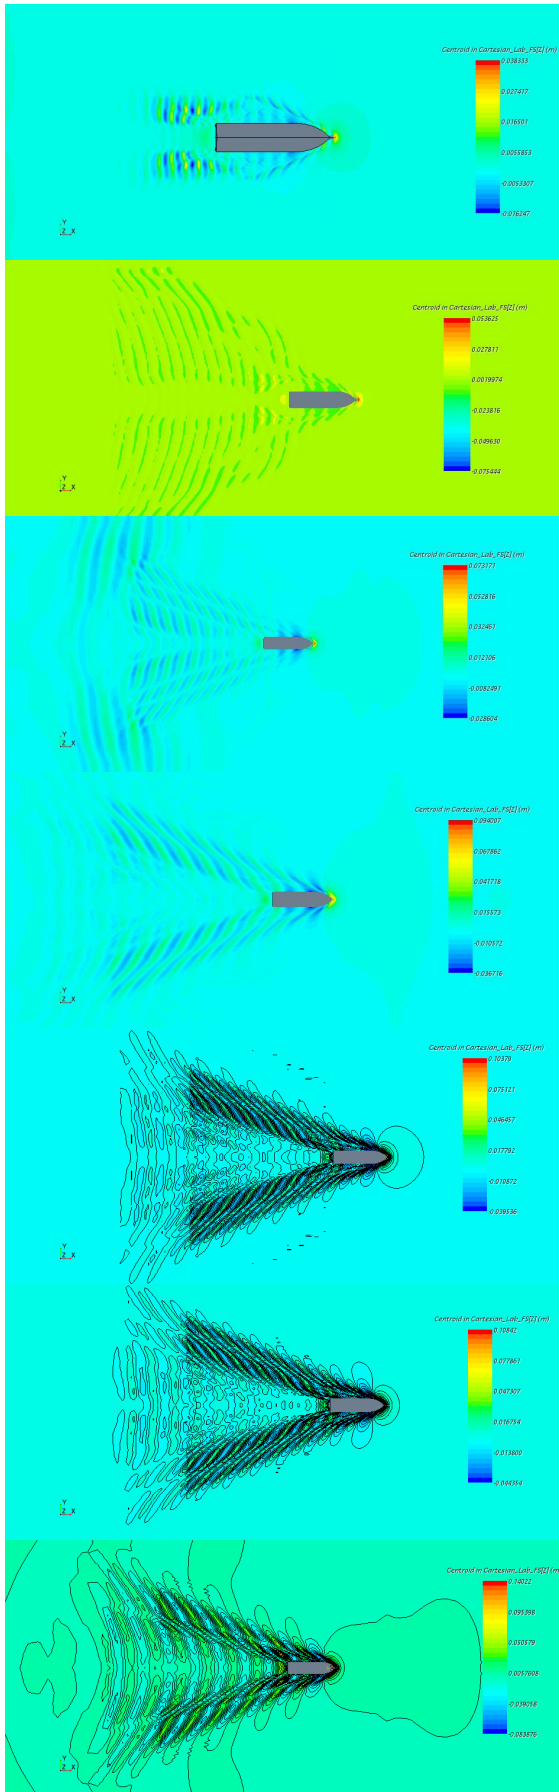 Centroid in Cartesian_Lab_FS[Z] (m)
0.038333
0.027417
0.016501
0.0055853
-0.0053307
-0.016247
Y
Z X
Centroid in Cartesian_Lab_FS[Z] (m)
0.053625
0.027811
0.0019974
-0.023816
-0.049630
-0.075444
Y
Z X
Centroid in Cartesian_Lab_FS[Z] (m)
0.073171
0.052816
0.032461
0.012106
-0.0082491
-0.028604
Y
Z X
Centroid in Cartesian_Lab_FS[Z] (m)
0.094007
0.067862
0.041718
0.015573
-0.010572
-0.036716
Y
Z X
Centroid in Cartesian_Lab_FS[Z] (m)
0.10379
0.075121
0.046457
0.017792
-0.010872
-0.039536
Y
Z X
Centroid in Cartesian_Lab_FS[Z] (m)
0.10842
0.077861
0.047307
0.016754
-0.013800
-0.044354
Y
Z X
Centroid in Cartesian_Lab_FS[Z] (m
0.14022
0.095398
0.050579
0.0057608
-0.039058
-0.083876
Y
Z X